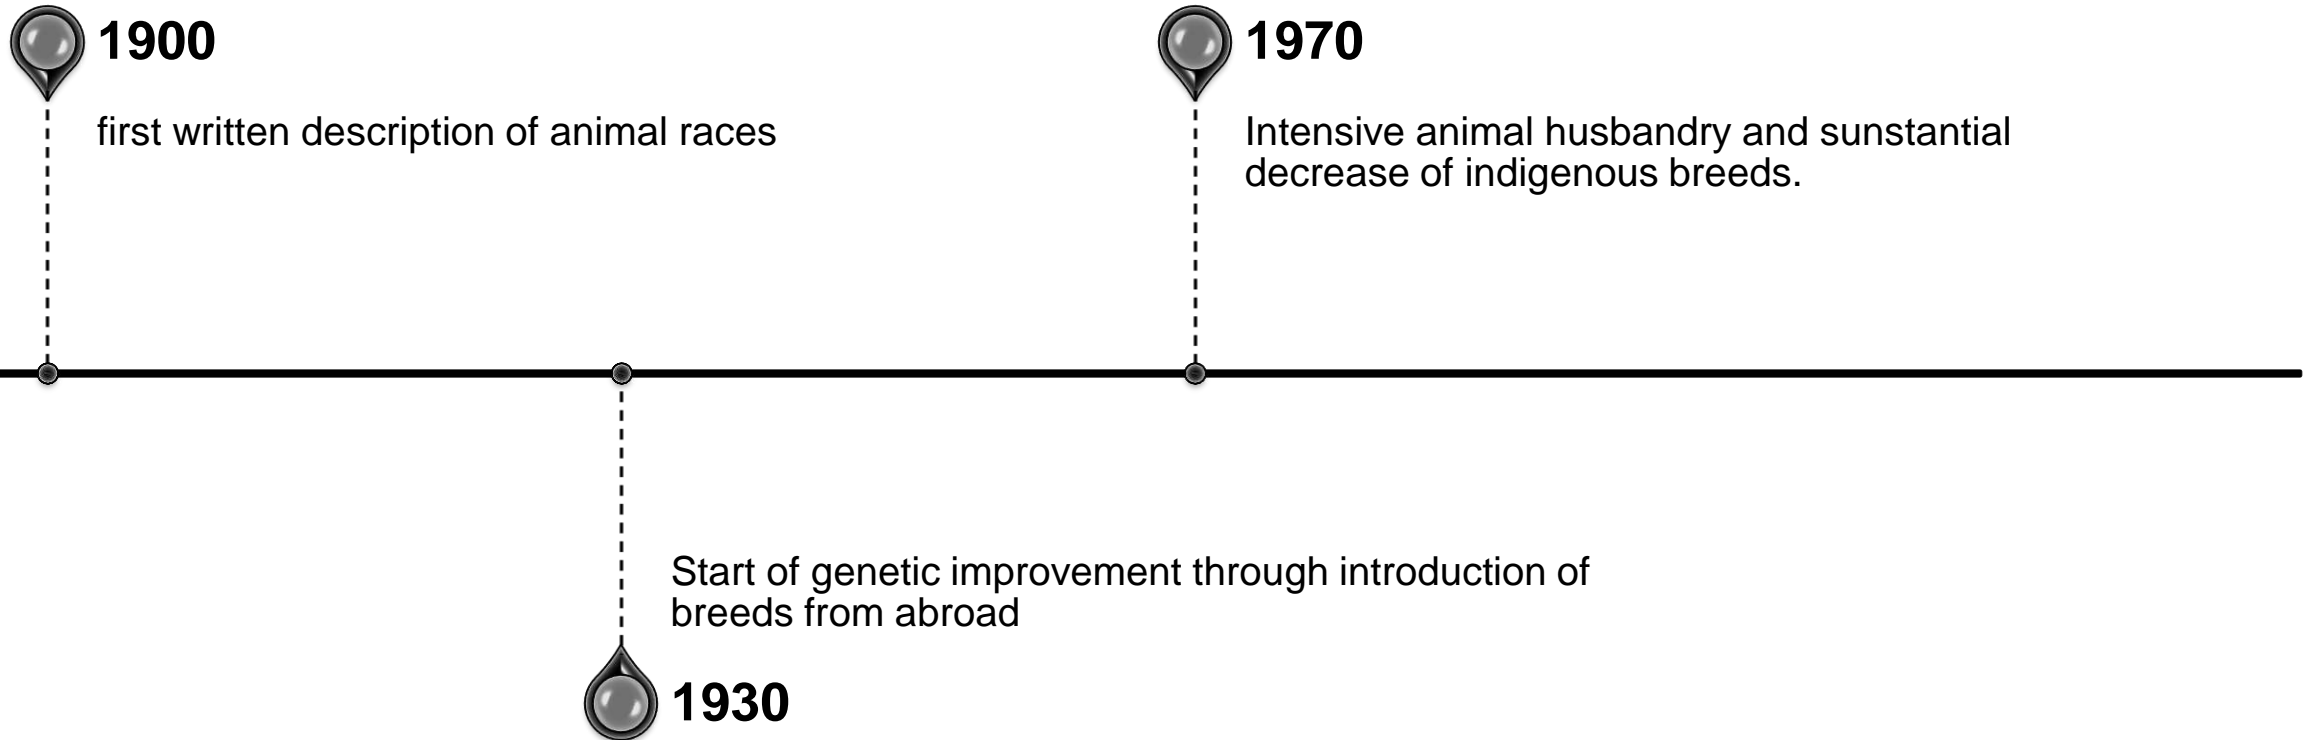 1900
first written description of animal races
1970
Intensive animal husbandry and sunstantial
decrease of indigenous breeds.
Start of genetic improvement through introduction of
breeds from abroad
1930